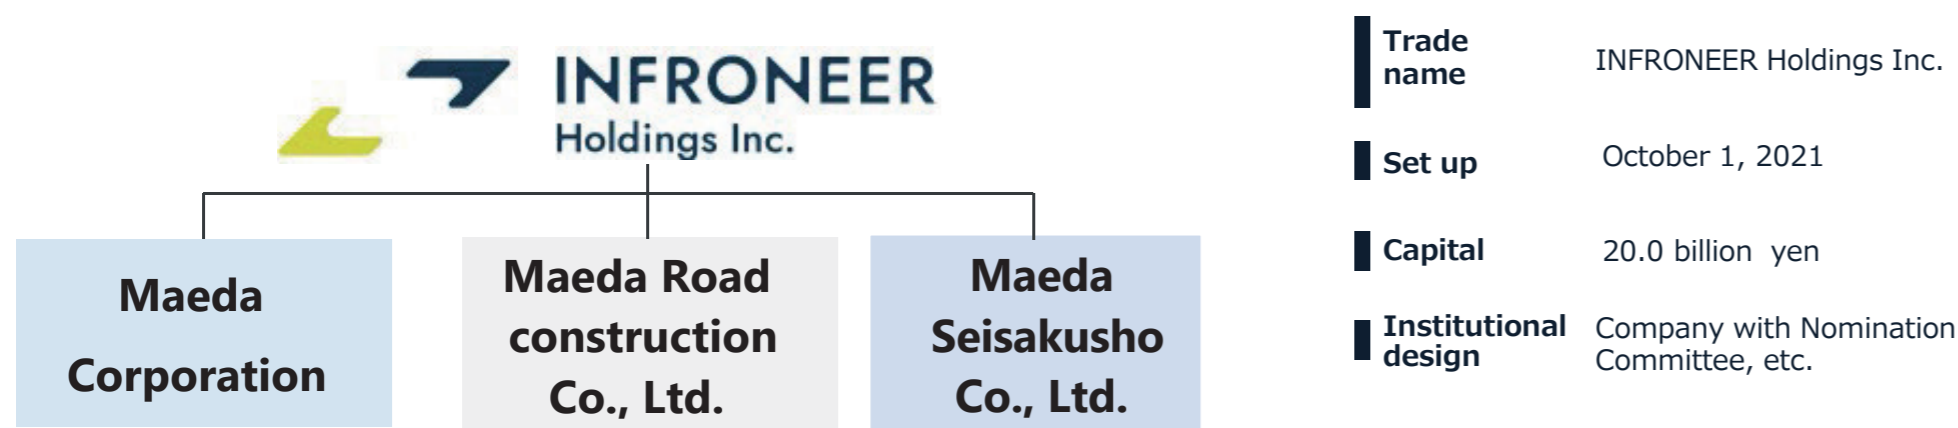 INFRONEER
Holdings Inc.
Maeda
Corporation
Maeda Road
construction
Co., Ltd.
Maeda
Seisakusho
Co., Ltd.
Trade
name
INFRONEER Holdings Inc.
Set up
October 1, 2021
Capital
20.0 billion yen
Institutional
design
Company with Nomination
Committee, etc.